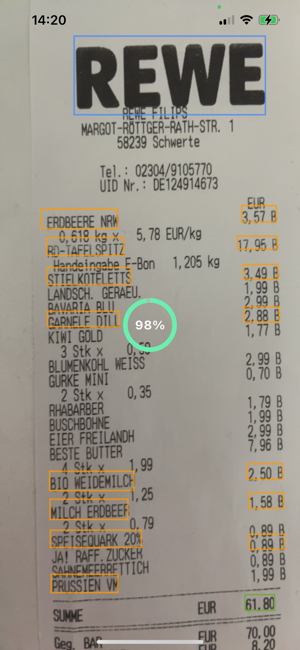 14:20
REWE
REWE FILIPS
MARGOT-RÖTTGER-RATH-STR. 1
58239 Schwerte
Tel.: 02304/9105770
UID Nr.: DE124914673
EUR
ERDBEERE NRW 3,57 B
0,618 kg x 5,78 EUR/kg
RD-TAFELSPITZ 17,95 B
Handeingabe E-Bon 1,205 kg
STIELKOTELETTS 3,49 B
LANDSCH. GERAEU. 1,99 B
BAVARIA BLU 2,99 B
GARNELE DILL 2,88 B
KIWI GOLD 1,77 B
3 Stk x 0,59
98%
BLUMENKOHL WEISS 2,99 B
GURKE MINI 0,70 B
2 Stk x 0,35
RHABARBER 1,79 B
BUSCHBOHNE 1,99 B
EIER FREILANDH 2,99 B
BESTE BUTTER 7,96 B
4 Stk x 1,99
BIO WEIDEMILCH 2,50 B
2 Stk x 1,25
MILCH ERDBEER 1,58 B
2 Stk x 0,79
SPEISEQUARK 20% 0,89 B
JA! RAFF.ZUCKER 0,89 B
SAHNEMEERRETTICH 0,89 B
PRUSSIEN VW 1,99 B
SUMME EUR 61,80
Geg. BAR EUR 70,00
EUR 8,20